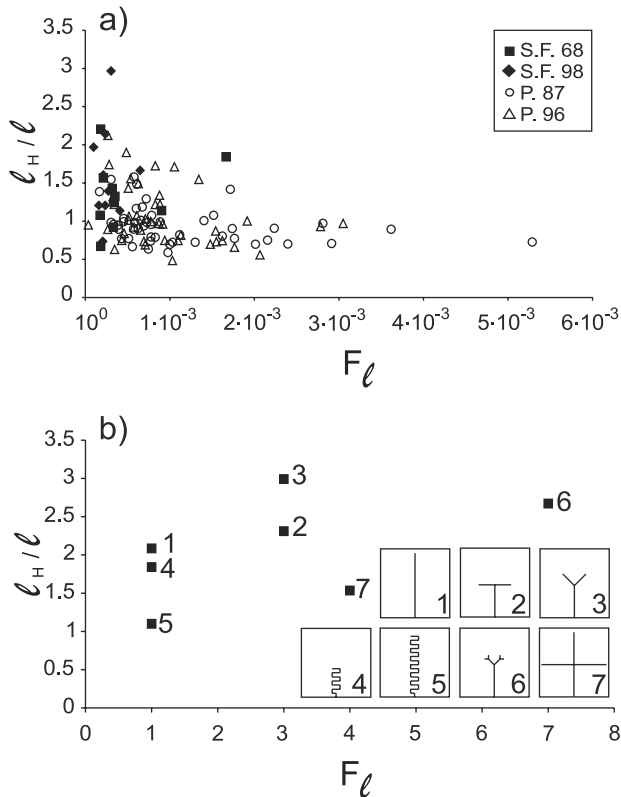 a)
3.5
3
2.5
2
1.5
1
0.5
0
ℓH / ℓ
S.F. 68
S.F. 98
P. 87
P. 96
10⁰ 1·10⁻³ 2·10⁻³ 3·10⁻³ 4·10⁻³ 5·10⁻³ 6·10⁻³
Fℓ
b)
3.5
3
2.5
2
1.5
1
0.5
0
ℓH / ℓ
3
6
2
1
4
7
5
1 2 3
4 5 6 7
0 1 2 3 4 5 6 7 8
Fℓ